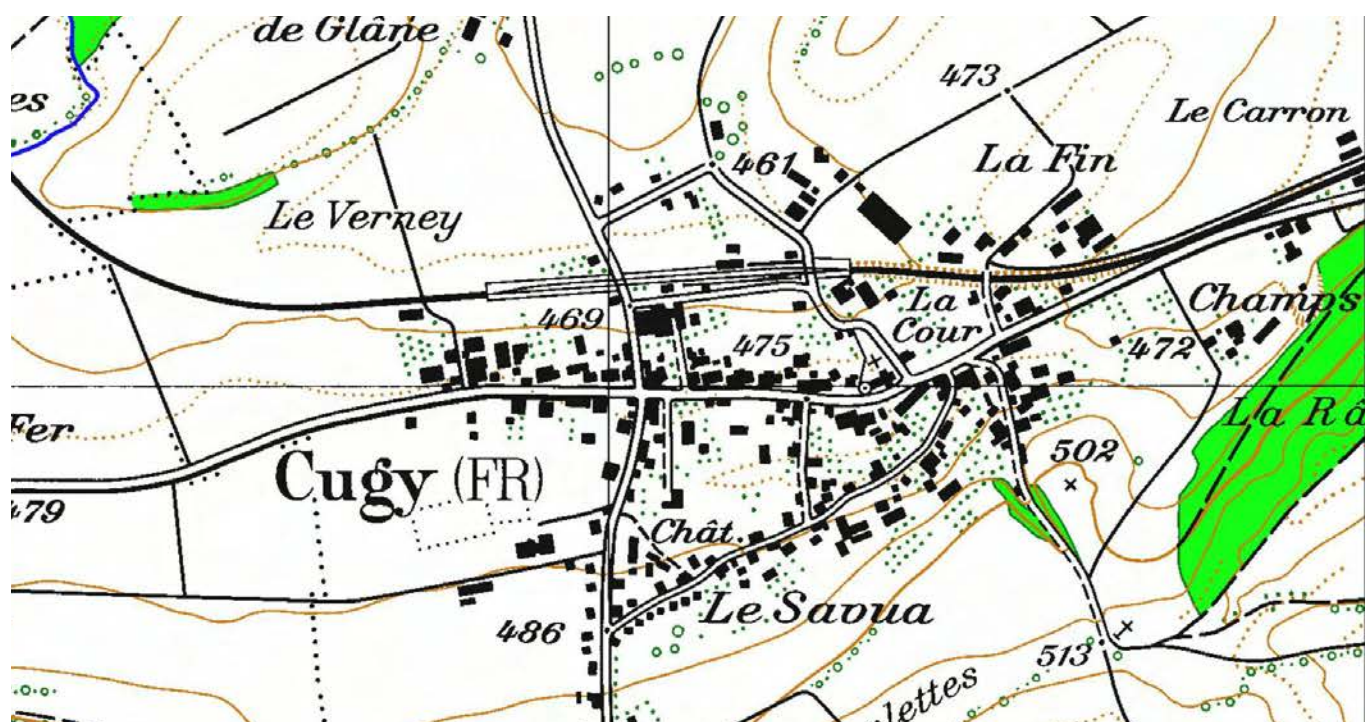 de Glâne
es
473
Le Carron
461
La Fin
Le Verney
La
Cour
Champs
469
475
472
Fer
La Râ
Cugy (FR)
502
479
Chât.
Le Savua
486
513
lettes